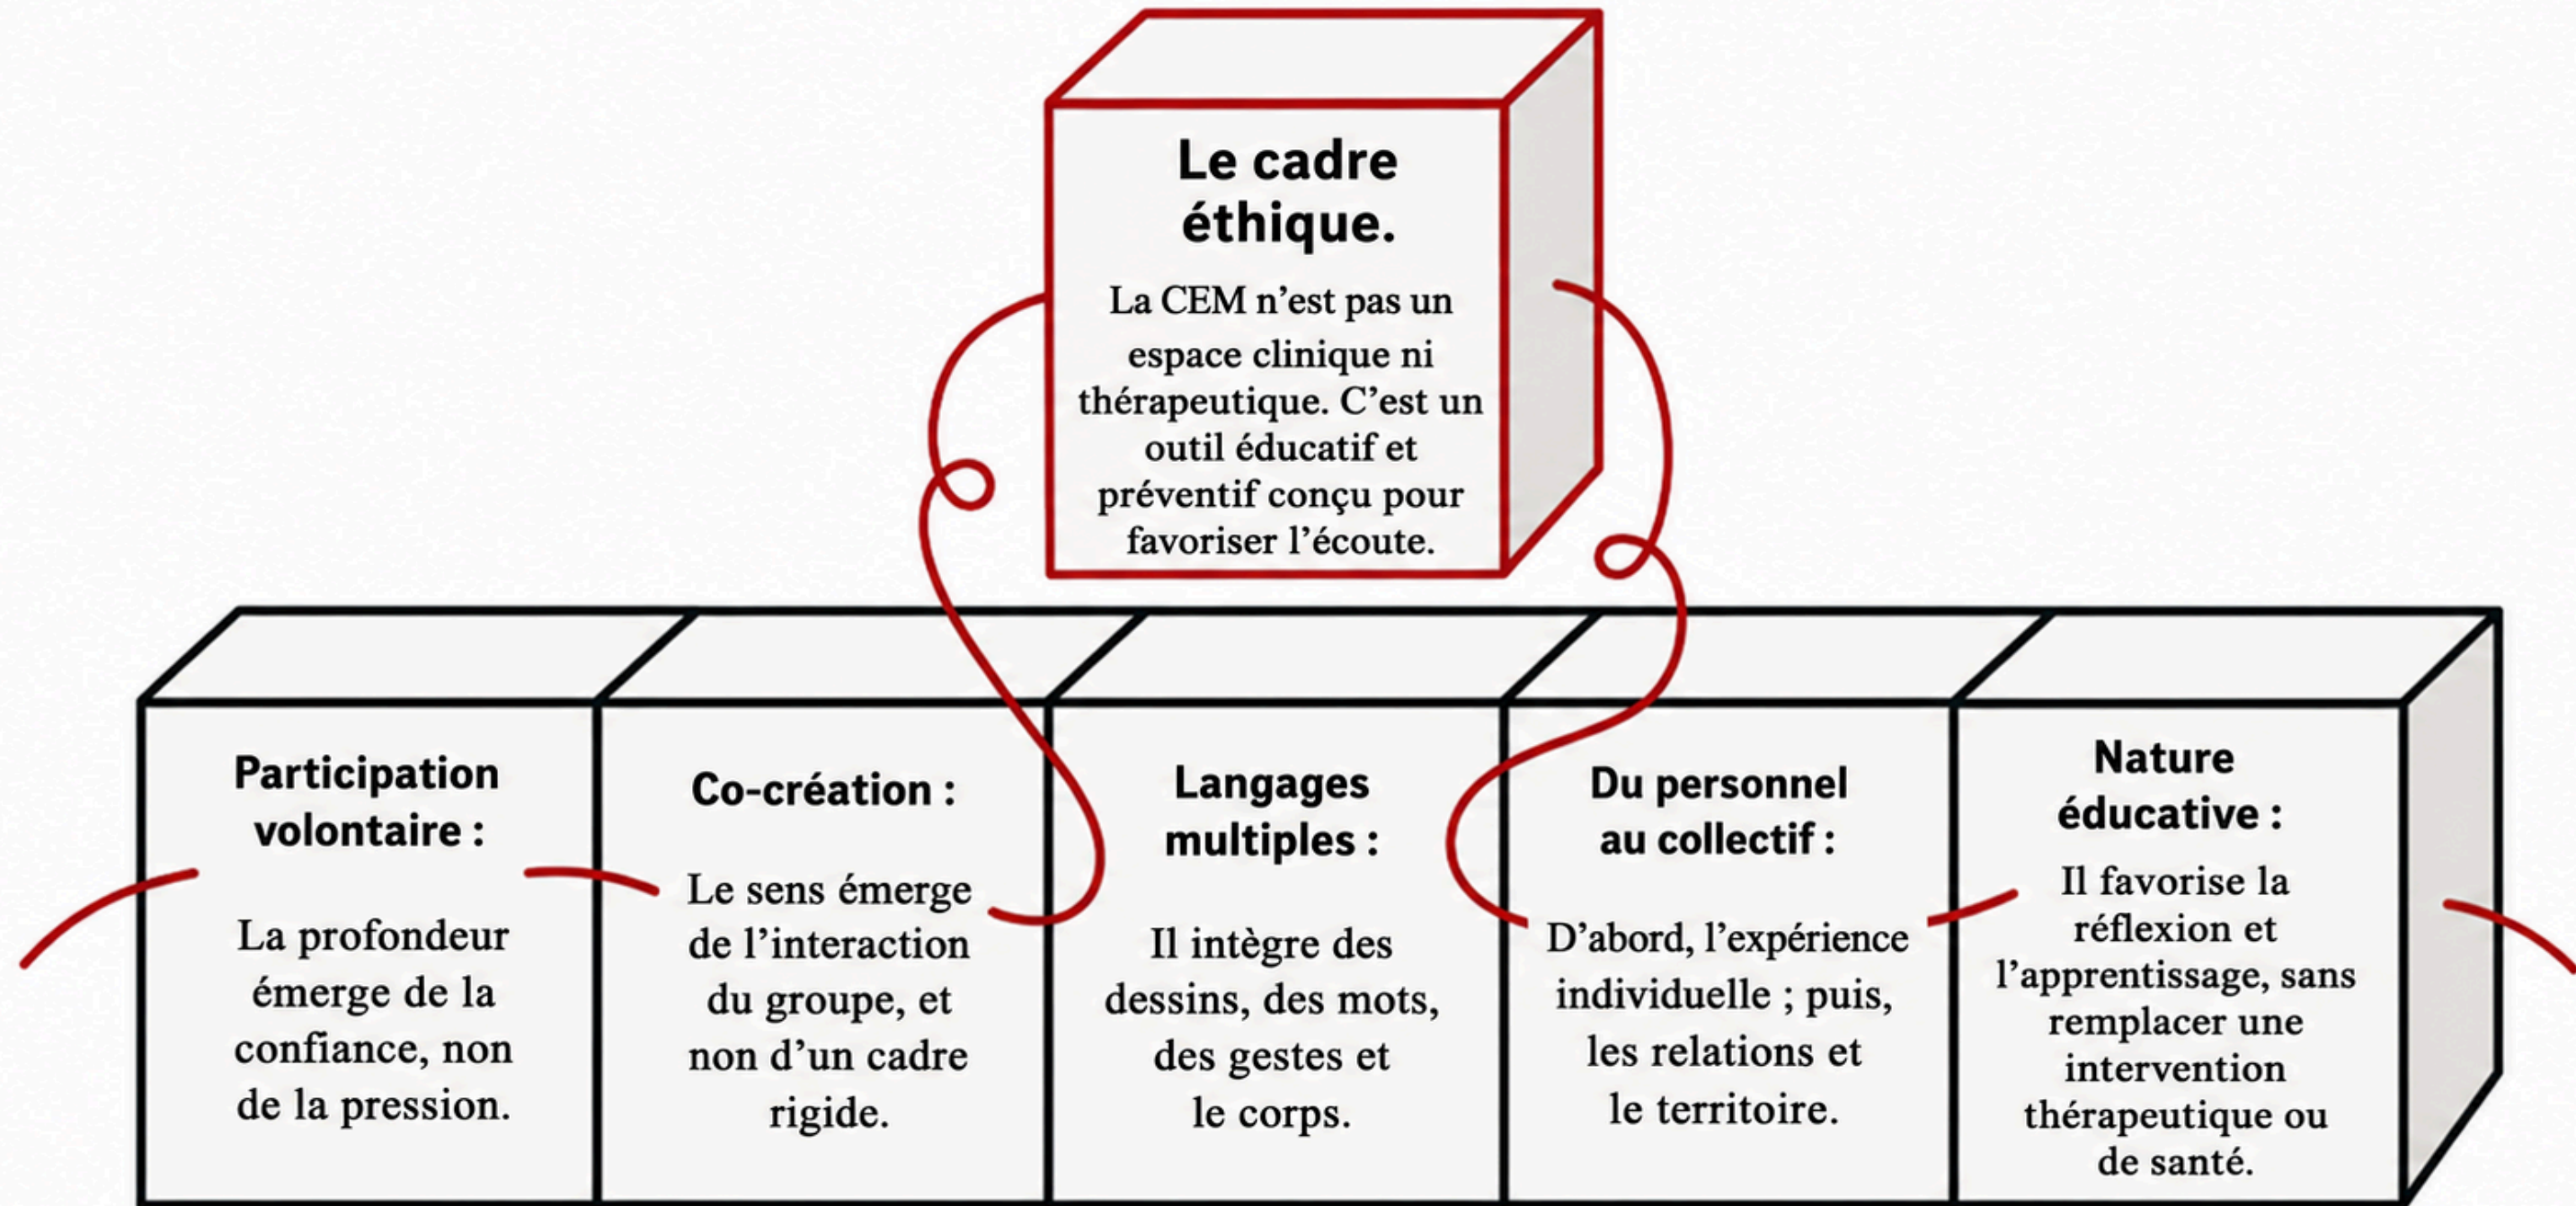 Le cadre
éthique.
La CEM n’est pas un
espace clinique ni
thérapeutique. C’est un
outil éducatif et
préventif conçu pour
favoriser l’écoute.
Participation
volontaire :
La profondeur
émerge de la
confiance, non
de la pression.
Co-création :
Le sens émerge
de l’interaction
du groupe, et
non d’un cadre
rigide.
Langages
multiples :
Il intègre des
dessins, des mots,
des gestes et
le corps.
Du personnel
au collectif :
D’abord, l’expérience
individuelle ; puis,
les relations et
le territoire.
Nature
éducative :
Il favorise la
réflexion et
l’apprentissage, sans
remplacer une
intervention
thérapeutique ou
de santé.